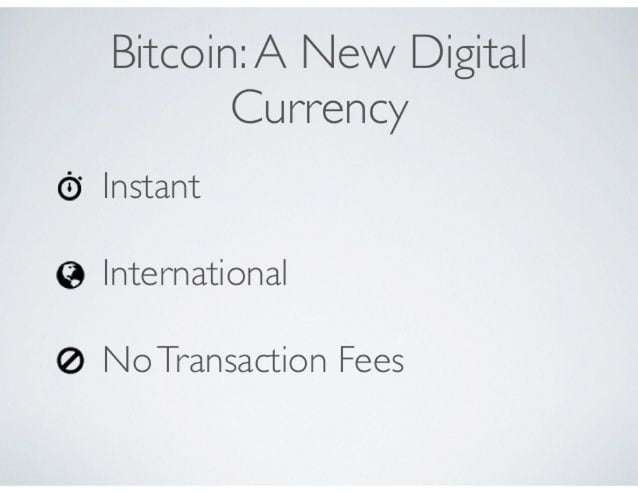 Bitcoin: A New Digital
Currency
Instant
International
No Transaction Fees